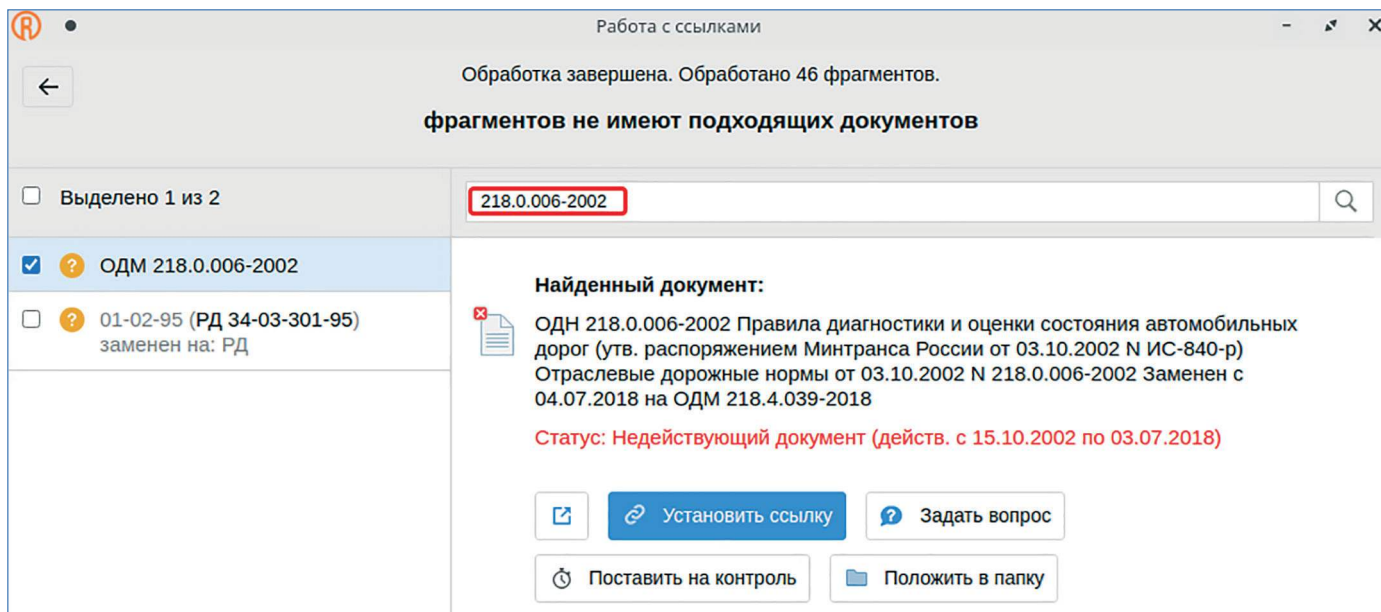 Работа с ссылками
Обработка завершена. Обработано 46 фрагментов.
фрагментов не имеют подходящих документов
Выделено 1 из 2
218.0.006-2002
ОДМ 218.0.006-2002
01-02-95 (РД 34-03-301-95)
заменен на: РД
Найденный документ:
ОДН 218.0.006-2002 Правила диагностики и оценки состояния автомобильных
дорог (утв. распоряжением Минтранса России от 03.10.2002 N ИС-840-р)
Отраслевые дорожные нормы от 03.10.2002 N 218.0.006-2002 Заменен с
04.07.2018 на ОДМ 218.4.039-2018
Статус: Недействующий документ (действ. с 15.10.2002 по 03.07.2018)
Установить ссылку
Задать вопрос
Поставить на контроль
Положить в папку